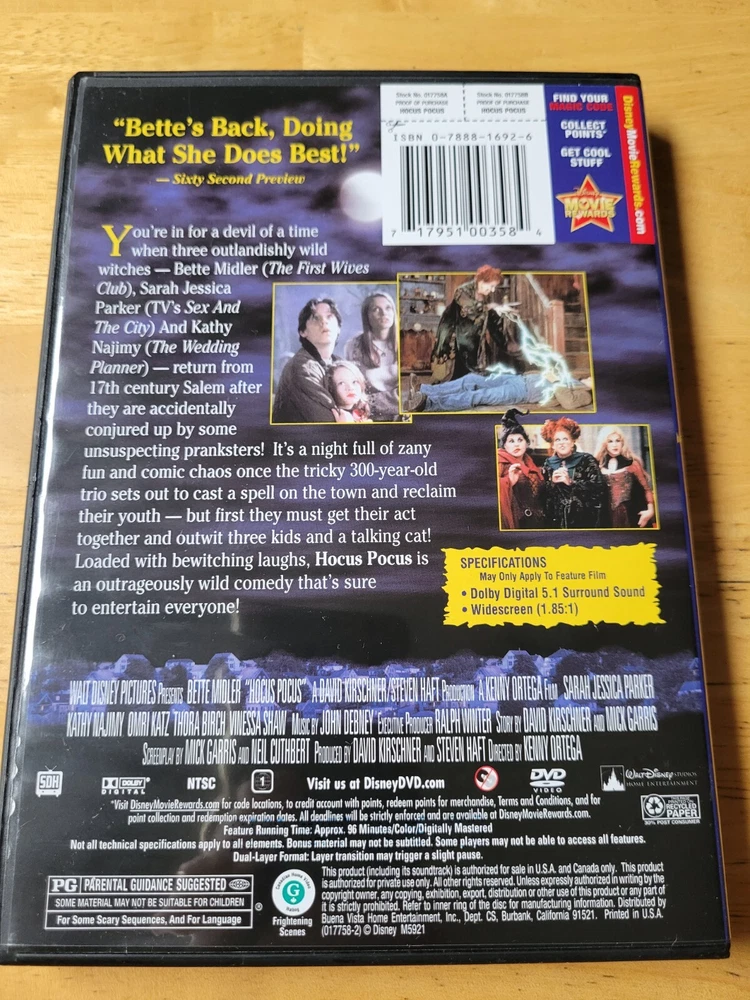 "Bette's Back, Doing
What She Does Best!"
— Sixty Second Preview
Stock No. 017758A
PROOF OF PURCHASE
HOCUS POCUS
Stock No. 017758B
PROOF OF PURCHASE
HOCUS POCUS
ISBN 0-7888-1692-6
7 17951 00358 4
FIND YOUR
MAGIC CODE
COLLECT
POINTS*
GET COOL
STUFF
Disney
MOVIE
REWARDS
DisneyMovieRewards.com
You're in for a devil of a time
when three outlandishly wild
witches — Bette Midler (The First Wives
Club), Sarah Jessica
Parker (TV's Sex And
The City) And Kathy
Najimy (The Wedding
Planner) — return from
17th century Salem after
they are accidentally
conjured up by some
unsuspecting pranksters! It's a night full of zany
fun and comic chaos once the tricky 300-year-old
trio sets out to cast a spell on the town and reclaim
their youth — but first they must get their act
together and outwit three kids and a talking cat!
Loaded with bewitching laughs, Hocus Pocus is
an outrageously wild comedy that's sure
to entertain everyone!
SPECIFICATIONS
May Only Apply To Feature Film
• Dolby Digital 5.1 Surround Sound
• Widescreen (1.85:1)
WALT DISNEY PICTURES PRESENTS BETTE MIDLER "HOCUS POCUS" A DAVID KIRSCHNER/STEVEN HAFT PRODUCTION A KENNY ORTEGA FILM SARAH JESSICA PARKER
KATHY NAJIMY OMRI KATZ THORA BIRCH VINESSA SHAW MUSIC BY JOHN DEBNEY EXECUTIVE PRODUCER RALPH WINTER STORY BY DAVID KIRSCHNER AND MICK GARRIS
SCREENPLAY BY MICK GARRIS AND NEIL CUTHBERT PRODUCED BY DAVID KIRSCHNER AND STEVEN HAFT DIRECTED BY KENNY ORTEGA
SDH
DOLBY
DIGITAL
NTSC
1
Visit us at DisneyDVD.com
DVD
VIDEO
WALT DISNEY STUDIOS
HOME ENTERTAINMENT
PRINTED ON
RECYCLED
PAPER
30% POST CONSUMER
*Visit DisneyMovieRewards.com for code locations, to credit account with points, redeem points for merchandise, Terms and Conditions, and for
point collection and redemption expiration dates. All deadlines will be strictly enforced and are available at DisneyMovieRewards.com.
Feature Running Time: Approx. 96 Minutes/Color/Digitally Mastered
Not all technical specifications apply to all elements. Bonus material may not be subtitled. Some players may not be able to access all features.
Dual-Layer Format: Layer transition may trigger a slight pause.
PG PARENTAL GUIDANCE SUGGESTED
SOME MATERIAL MAY NOT BE SUITABLE FOR CHILDREN
For Some Scary Sequences, And For Language
®
Canadian Home Video
G
Rating
Frightening
Scenes
This product (including its soundtrack) is authorized for sale in U.S.A. and Canada only. This product
is authorized for private use only. All other rights reserved. Unless expressly authorized in writing by the
copyright owner, any copying, exhibition, export, distribution or other use of this product or any part of
it is strictly prohibited. Refer to inner ring of the disc for manufacturing information. Distributed by
Buena Vista Home Entertainment, Inc., Dept. CS, Burbank, California 91521. Printed in U.S.A.
(017758-2) © Disney M5921